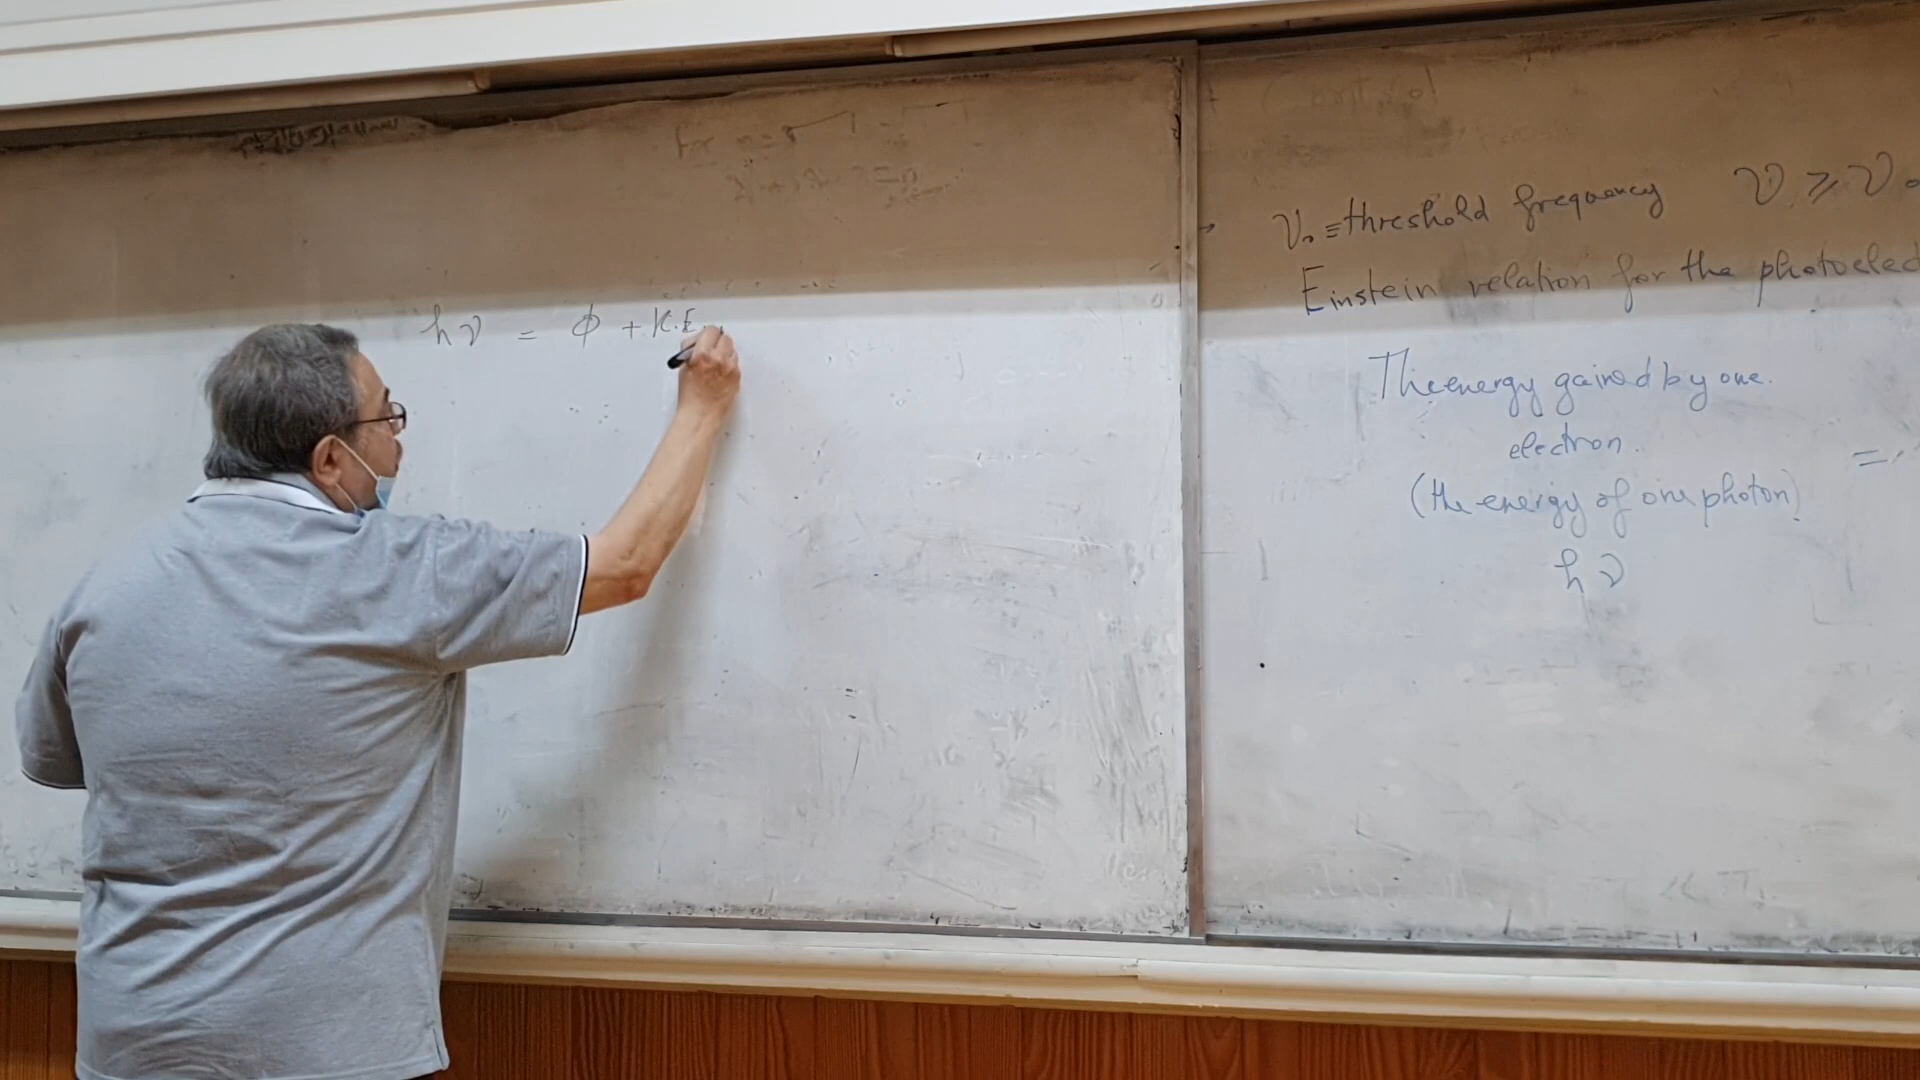 hν = ϕ + K.E.
ν₀ ≡ threshold frequency ν ⩾ ν₀
Einstein relation for the photoelec
The energy gained by one
electron.
(the energy of one photon) =
hν